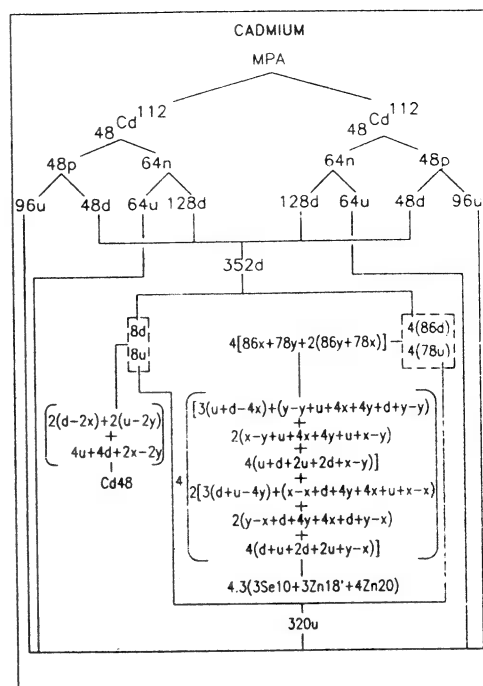 CADMIUM
MPA
48Cd112 48Cd112
48p 64n 64n 48p
96u 48d 64u 128d 128d 64u 48d 96u
352d
8d 4[86x+78y+2(86y+78x)] 4(86d)
8u 4(78u)
[3(u+d-4x)+(y-y+u+4x+4y+d+y-y)
2(d-2x)+2(u-2y) +
+ 2(x-y+u+4x+4y+u+x-y)
4u+4d+2x-2y +
Cd48 4(u+d+2u+2d+x-y)]
4 +
2[3(d+u-4y)+(x-x+d+4y+4x+u+x-x)
+
2(y-x+d+4y+4x+d+y-x)
+
4(d+u+2d+2u+y-x)]
4.3(3Se10+3Zn18'+4Zn20)
320u